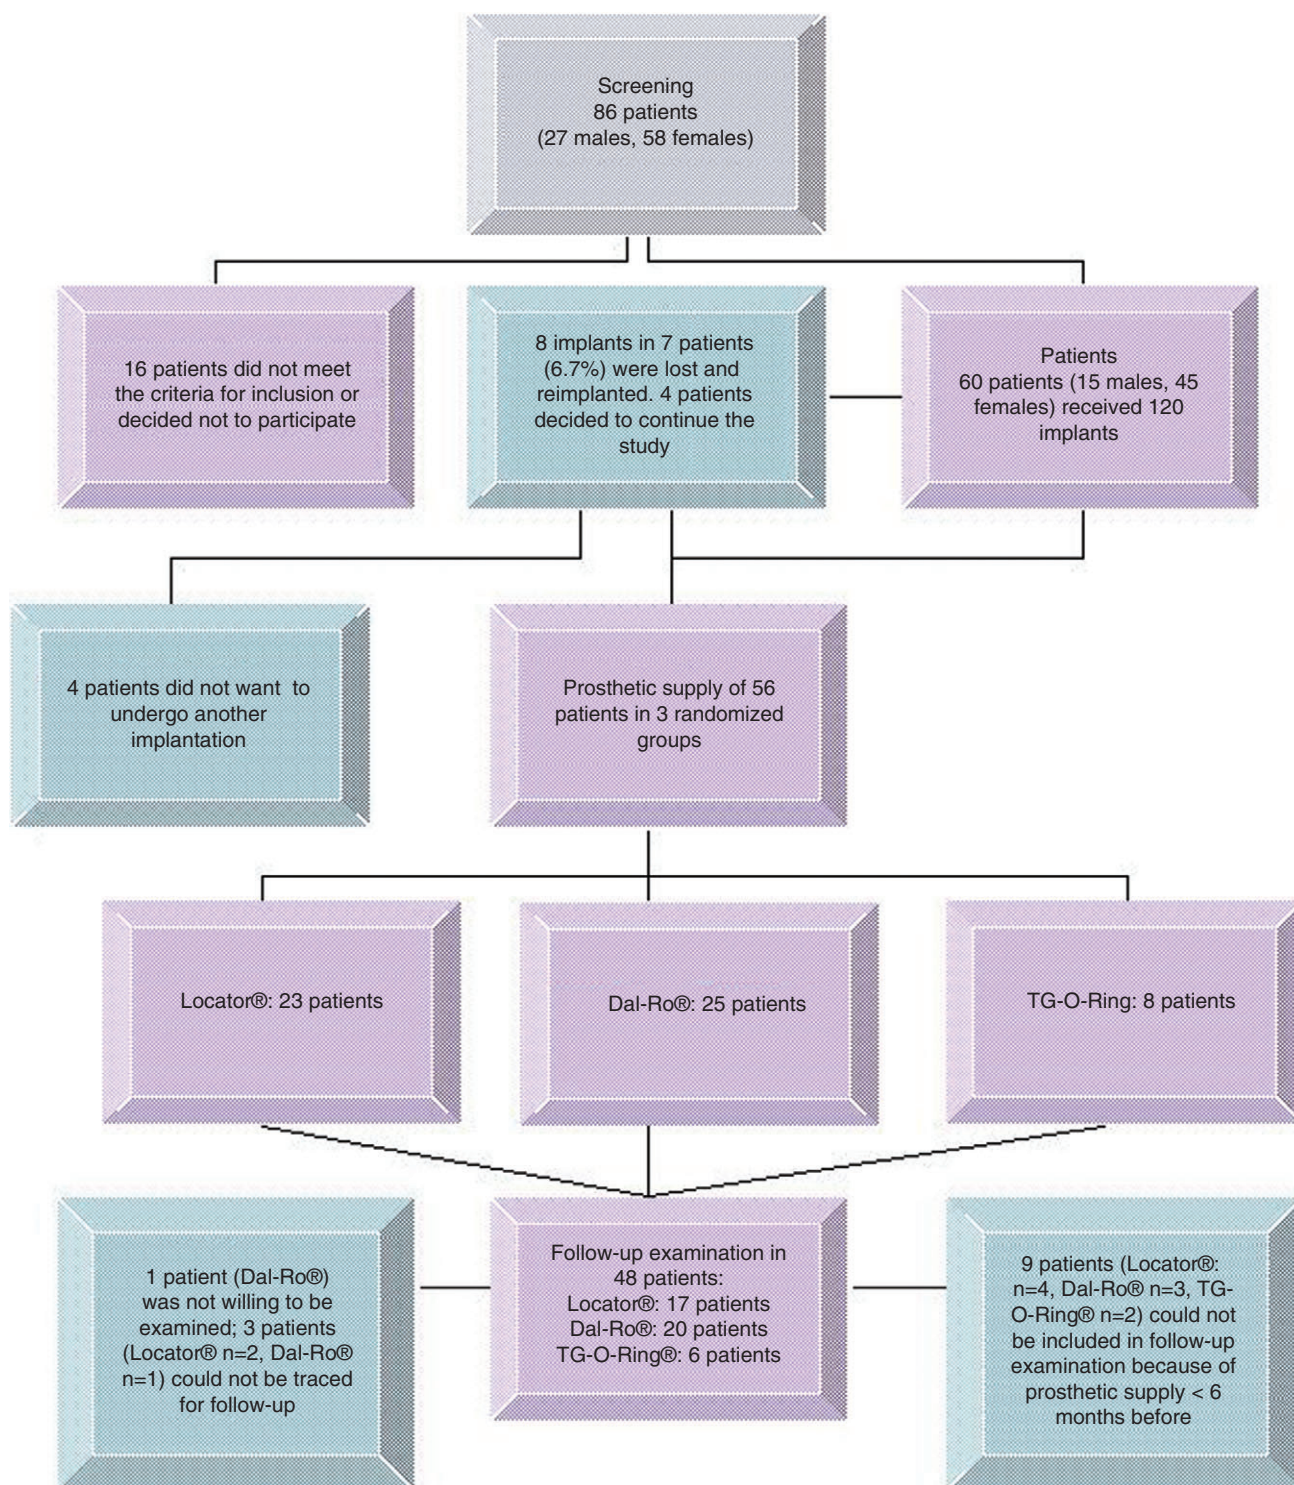 Screening
86 patients
(27 males, 58 females)
16 patients did not meet
the criteria for inclusion or
decided not to participate
8 implants in 7 patients
(6.7%) were lost and
reimplanted. 4 patients
decided to continue the
study
Patients
60 patients (15 males, 45
females) received 120
implants
4 patients did not want to
undergo another
implantation
Prosthetic supply of 56
patients in 3 randomized
groups
Locator®: 23 patients
Dal-Ro®: 25 patients
TG-O-Ring: 8 patients
1 patient (Dal-Ro®)
was not willing to be
examined; 3 patients
(Locator® n=2, Dal-Ro®
n=1) could not be traced
for follow-up
Follow-up examination in
48 patients:
Locator®: 17 patients
Dal-Ro®: 20 patients
TG-O-Ring®: 6 patients
9 patients (Locator®:
n=4, Dal-Ro® n=3, TG-
O-Ring® n=2) could not
be included in follow-up
examination because of
prosthetic supply < 6
months before